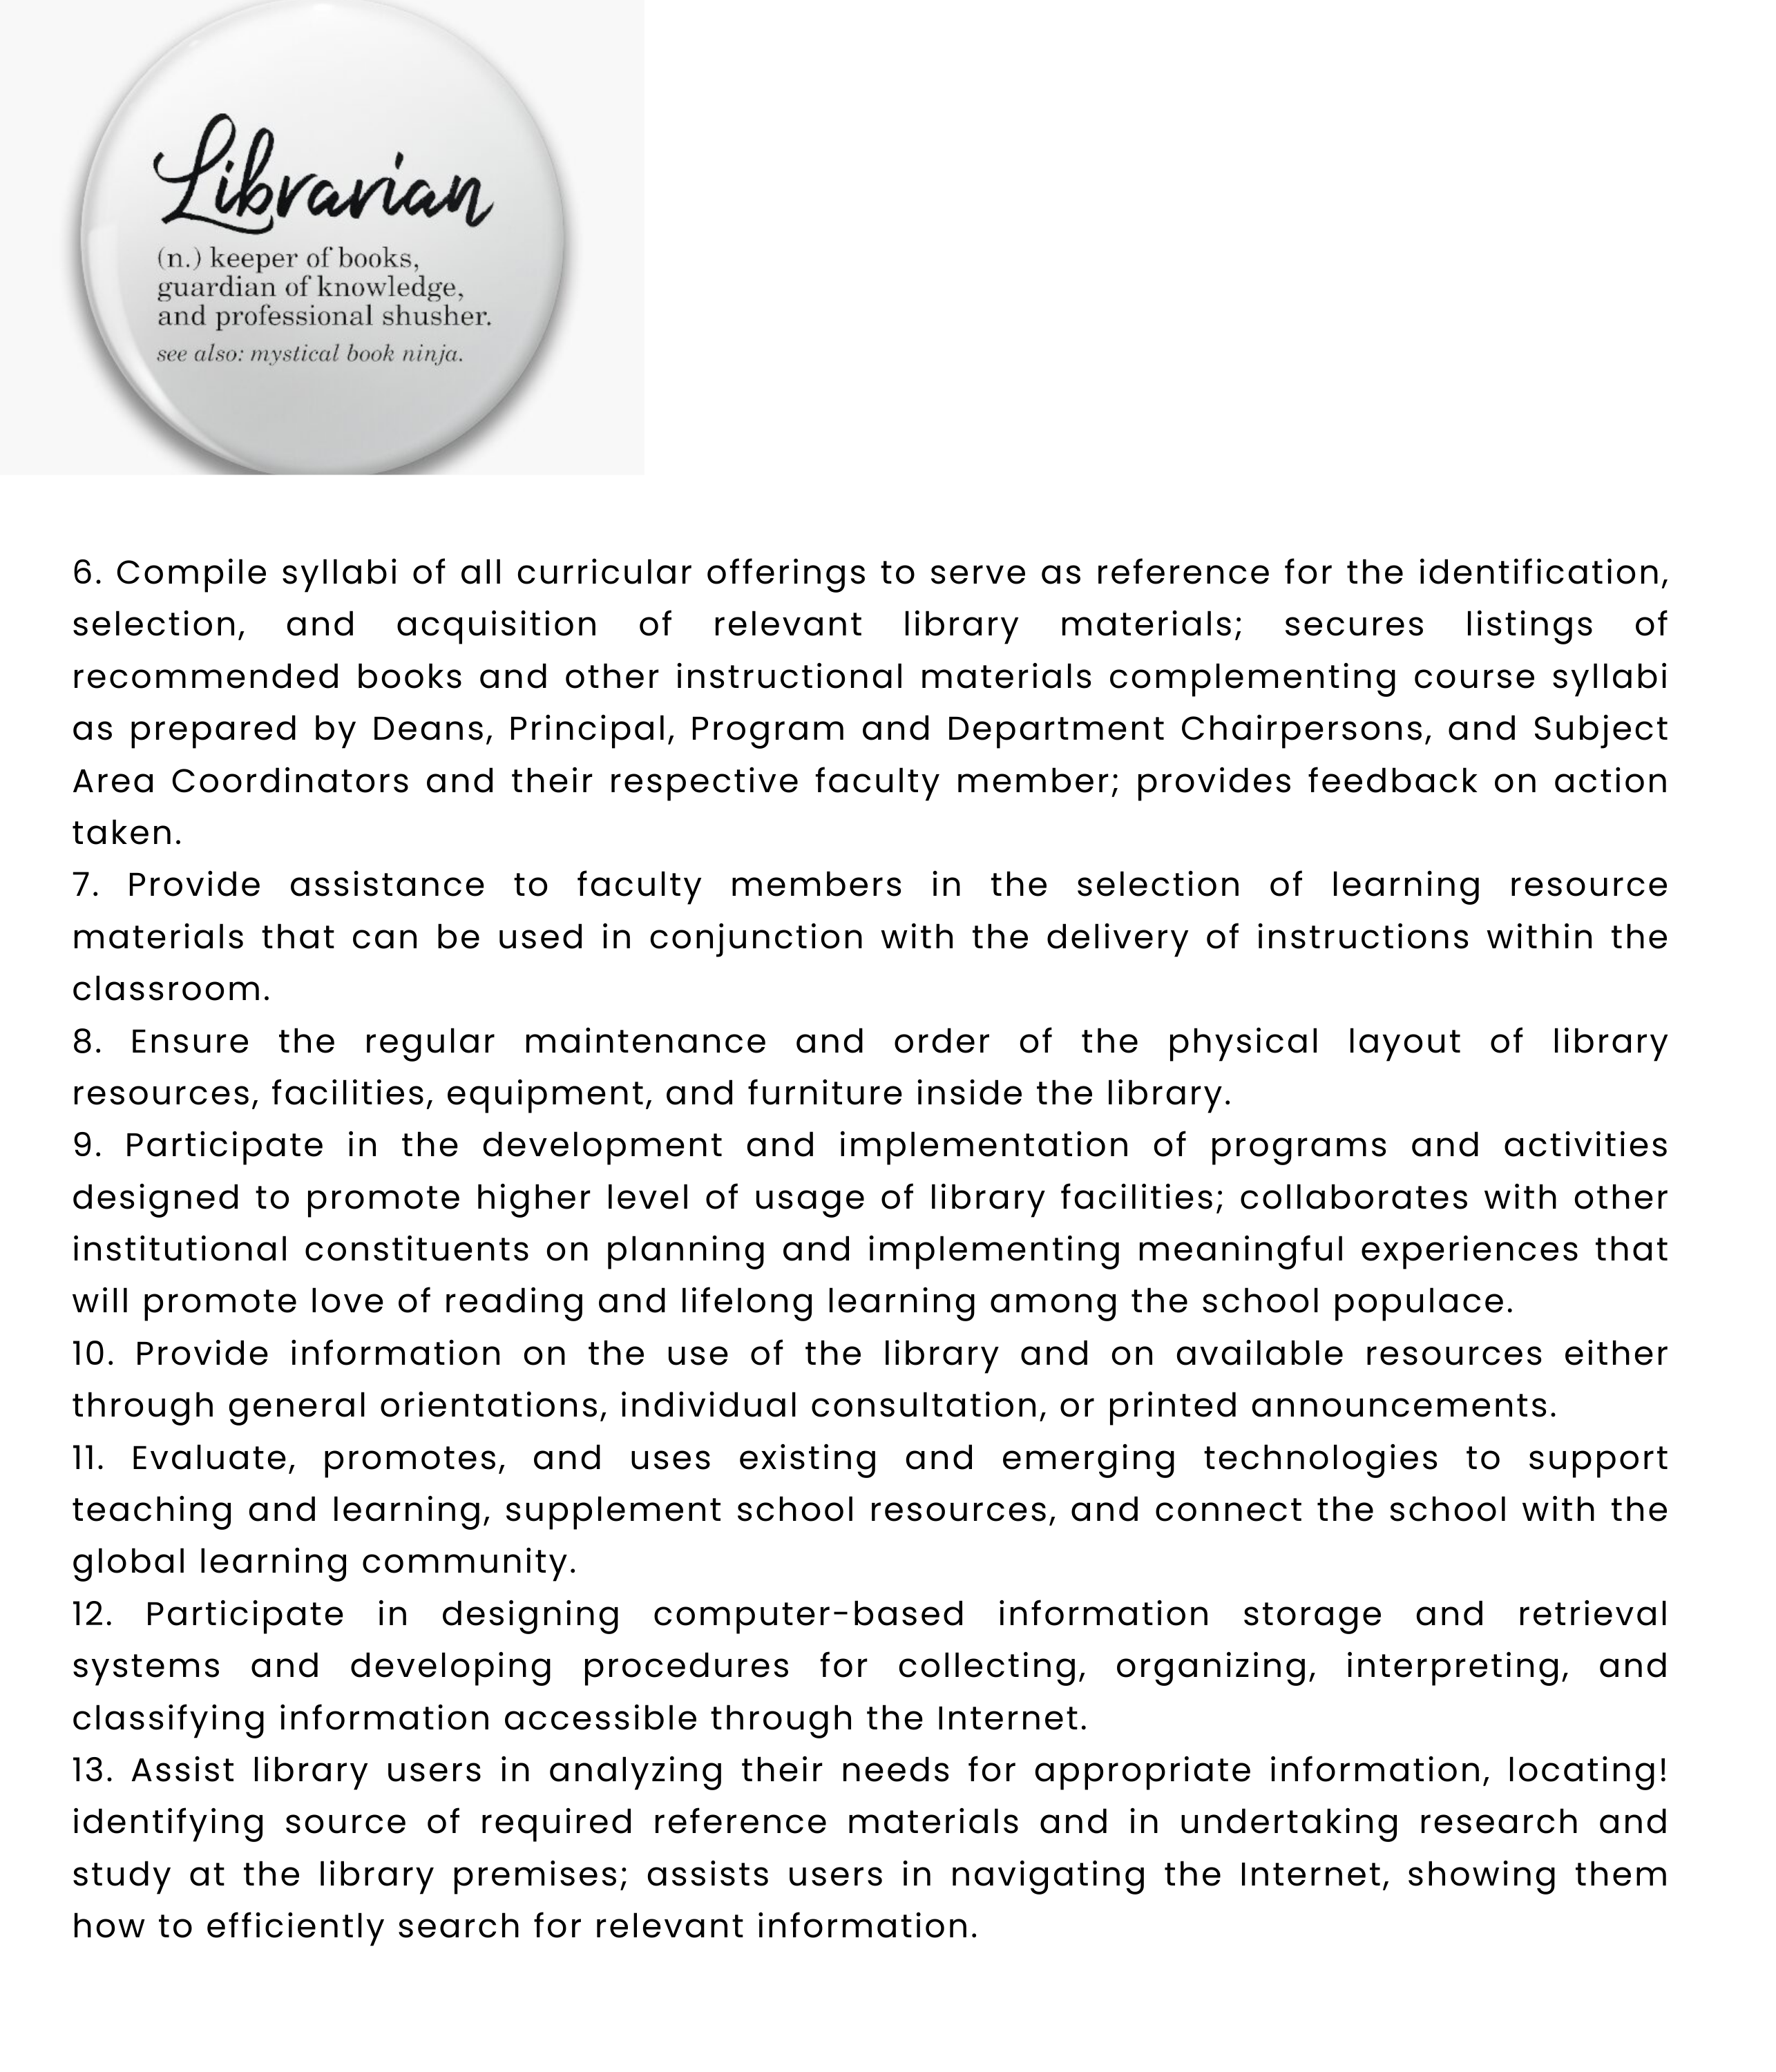 Librarian
(n.) keeper of books,
guardian of knowledge,
and professional shusher.
see also: mystical book ninja.
6. Compile syllabi of all curricular offerings to serve as reference for the identification,
selection, and acquisition of relevant library materials; secures listings of
recommended books and other instructional materials complementing course syllabi
as prepared by Deans, Principal, Program and Department Chairpersons, and Subject
Area Coordinators and their respective faculty member; provides feedback on action
taken.
7. Provide assistance to faculty members in the selection of learning resource
materials that can be used in conjunction with the delivery of instructions within the
classroom.
8. Ensure the regular maintenance and order of the physical layout of library
resources, facilities, equipment, and furniture inside the library.
9. Participate in the development and implementation of programs and activities
designed to promote higher level of usage of library facilities; collaborates with other
institutional constituents on planning and implementing meaningful experiences that
will promote love of reading and lifelong learning among the school populace.
10. Provide information on the use of the library and on available resources either
through general orientations, individual consultation, or printed announcements.
11. Evaluate, promotes, and uses existing and emerging technologies to support
teaching and learning, supplement school resources, and connect the school with the
global learning community.
12. Participate in designing computer-based information storage and retrieval
systems and developing procedures for collecting, organizing, interpreting, and
classifying information accessible through the Internet.
13. Assist library users in analyzing their needs for appropriate information, locating!
identifying source of required reference materials and in undertaking research and
study at the library premises; assists users in navigating the Internet, showing them
how to efficiently search for relevant information.